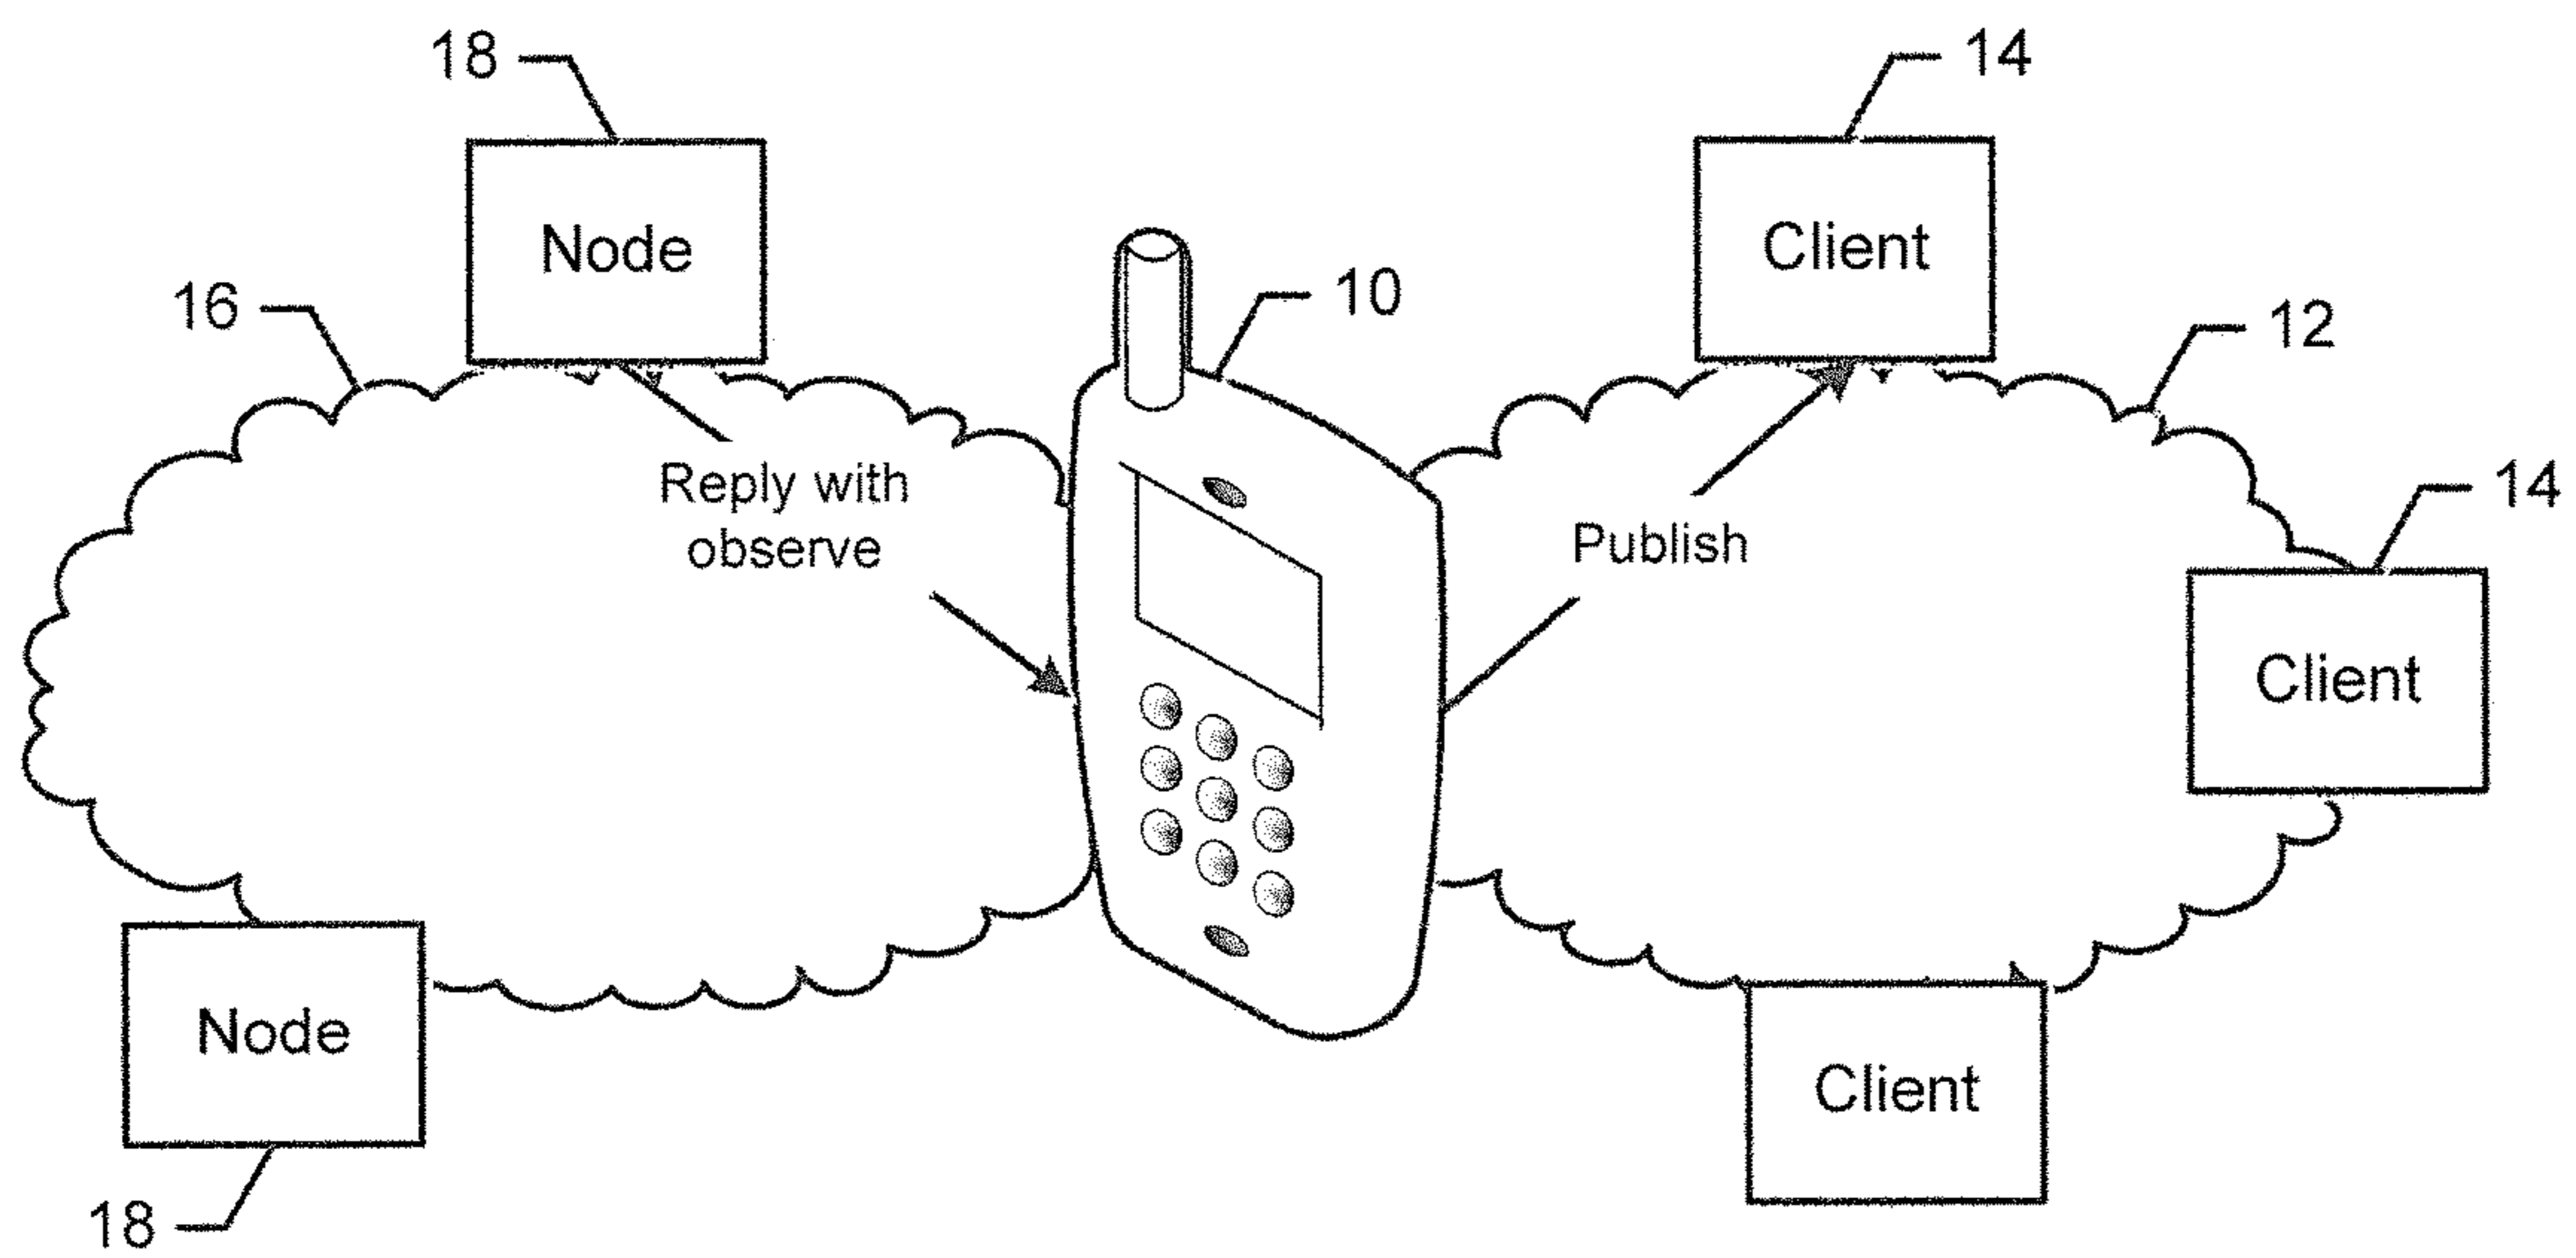 18
14
Node
Client
16
10
12
Reply with
observe
14
Publish
Client
Node
Client
18